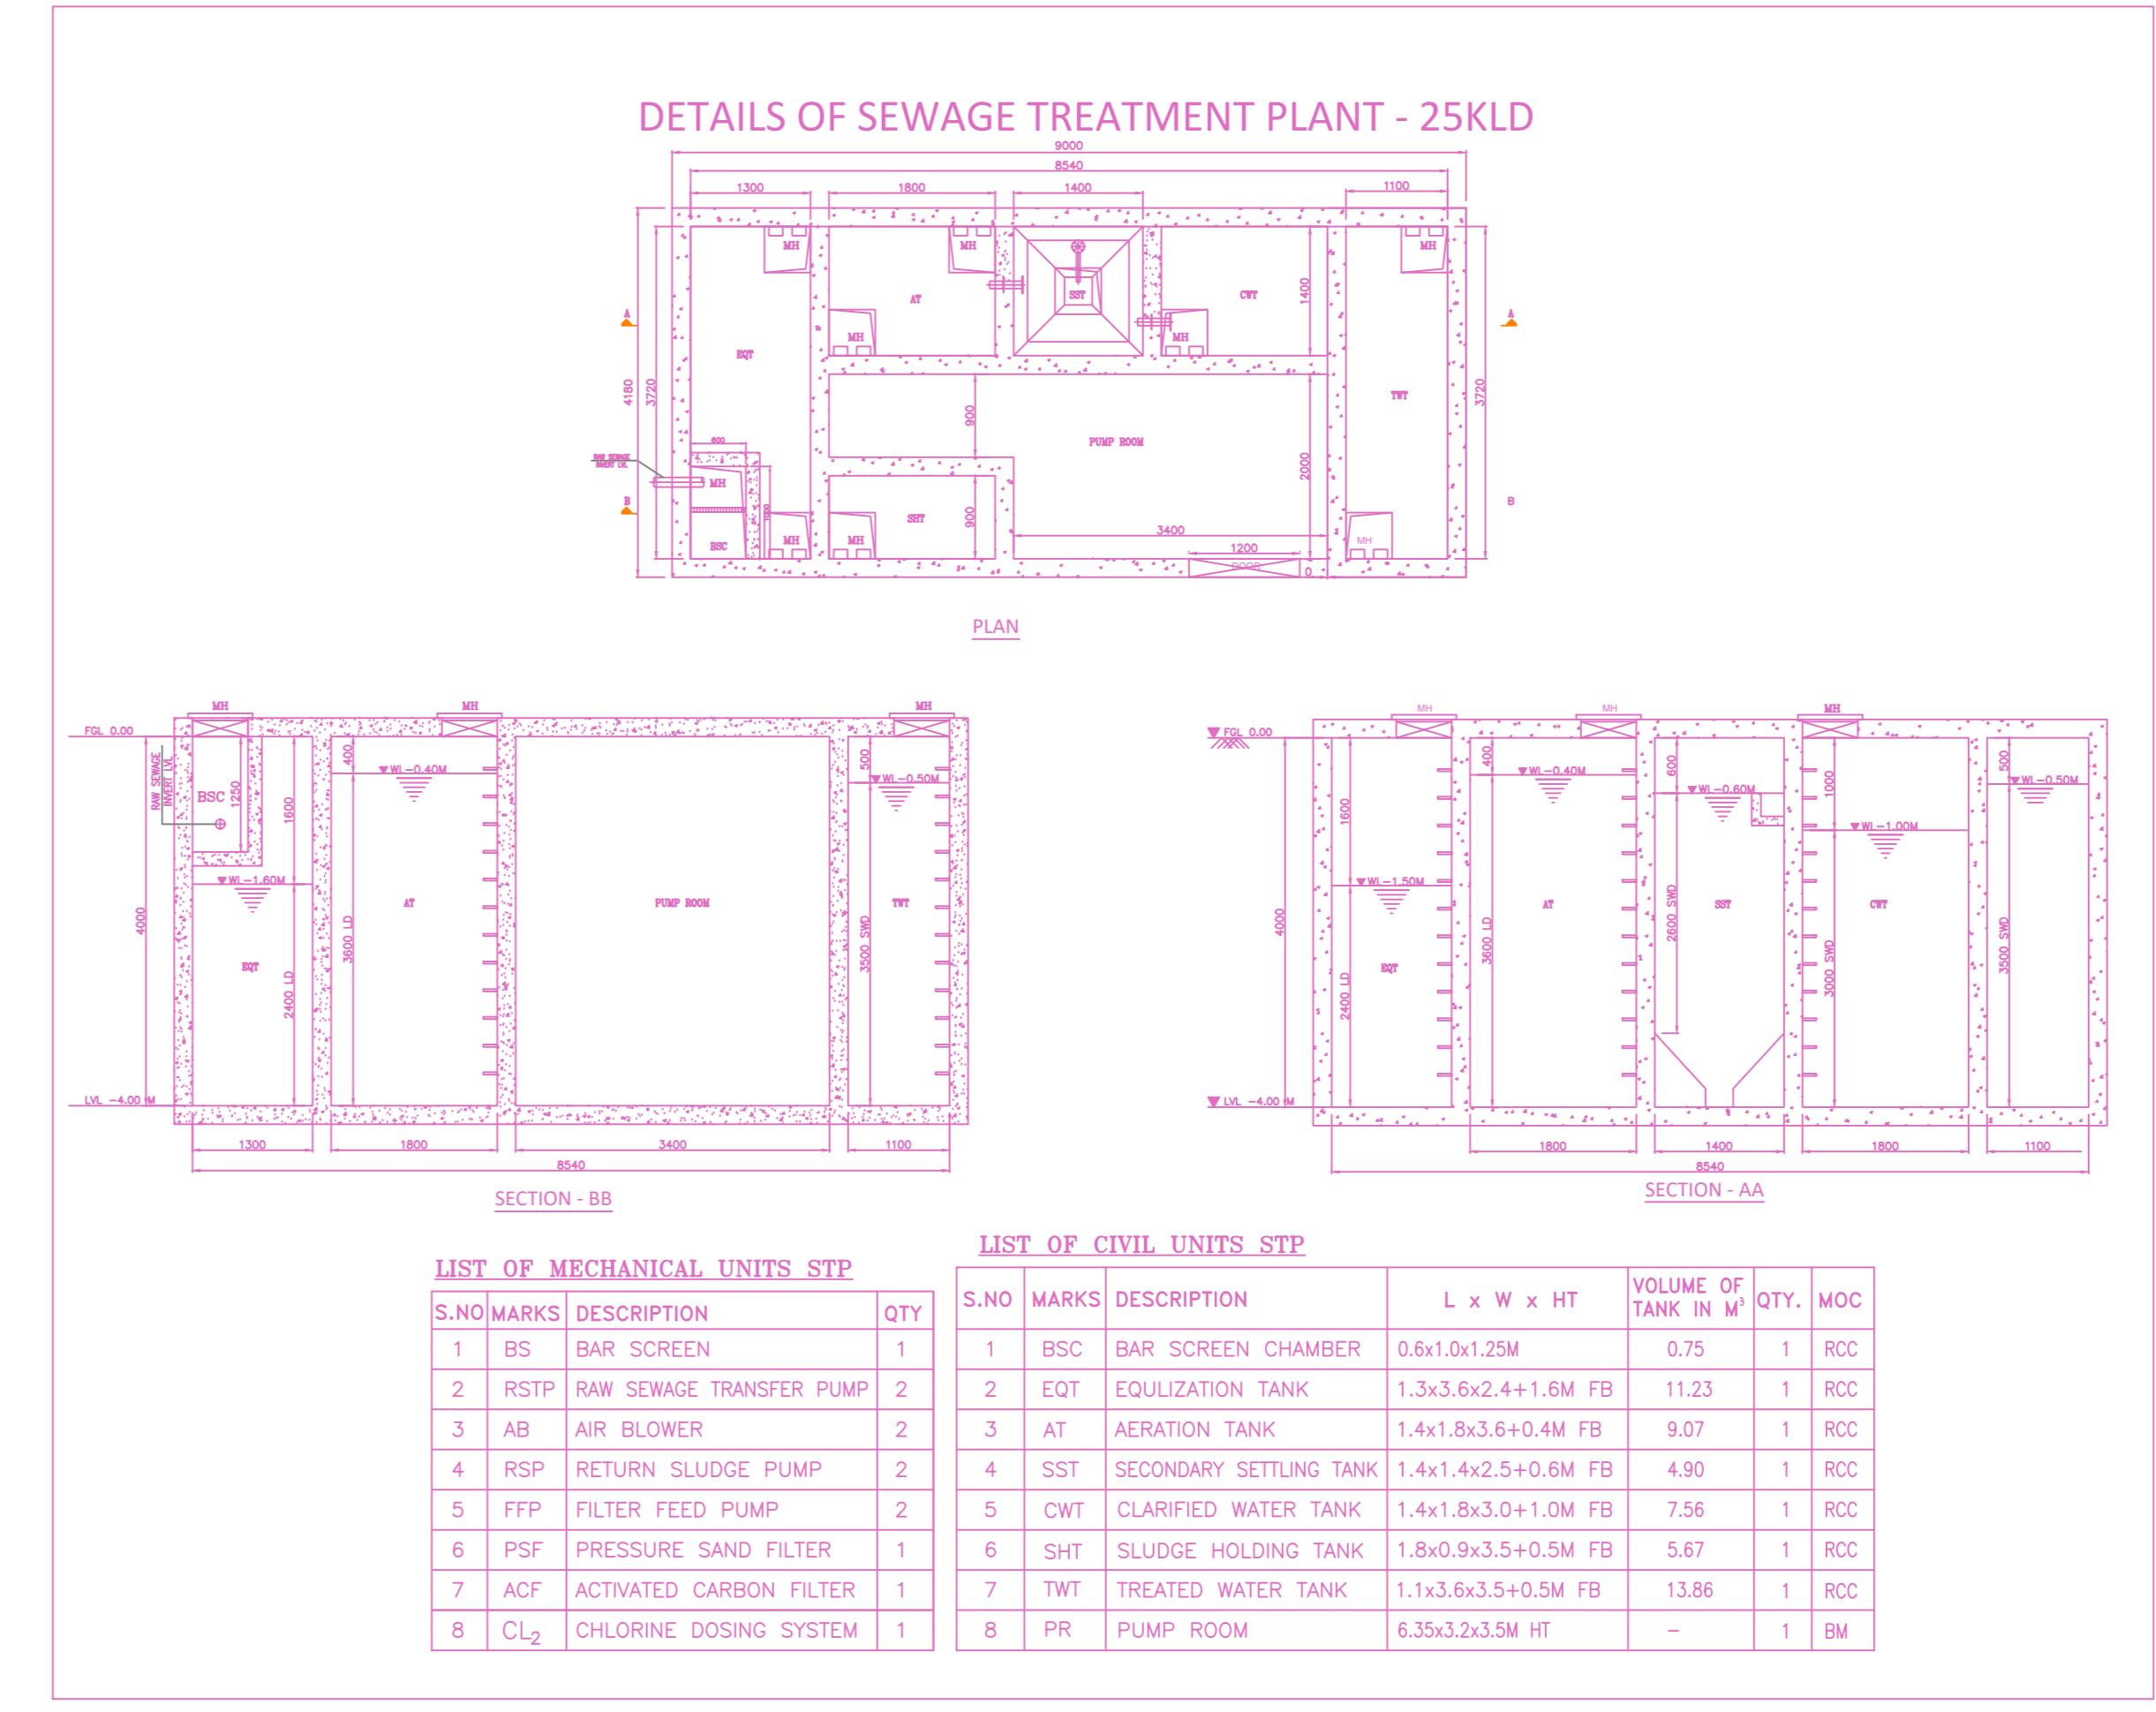 DETAILS OF SEWAGE TREATMENT PLANT - 25KLD
9000
8540
1300 1800 1400 1100
MH MH MH
AT SST CWT 1400
A A
MH MH
EQT
4180 3720 900 TWT 3720
600
PUMP ROOM
RAW SEWAGE
INVERT LVL
MH
2000
B B
SHT 900
3400
BSC MH MH 1200 MH
DOOR 0
PLAN
MH MH MH
FGL 0.00
RAW SEWAGE
INVERT LVL
BSC 1250 1600 400 WL-0.40M 500 WL-0.50M
WL-1.60M
4000 AT PUMP ROOM TWT
EQT 2400 LD 3600 LD 3500 SWD
LVL -4.00 M
1300 1800 3400 1100
8540
SECTION - BB
MH MH MH
FGL 0.00
1600 400 WL-0.40M 600 WL-0.60M 1000 500 WL-0.50M
WL-1.00M
WL-1.50M
4000 AT SST CWT
EQT 2400 LD 3600 LD 2600 SWD 3000 SWD 3500 SWD
LVL -4.00 M
1800 1400 1800 1100
8540
SECTION - AA
LIST OF MECHANICAL UNITS STP
S.NO MARKS DESCRIPTION QTY
1 BS BAR SCREEN 1
2 RSTP RAW SEWAGE TRANSFER PUMP 2
3 AB AIR BLOWER 2
4 RSP RETURN SLUDGE PUMP 2
5 FFP FILTER FEED PUMP 2
6 PSF PRESSURE SAND FILTER 1
7 ACF ACTIVATED CARBON FILTER 1
8 CL₂ CHLORINE DOSING SYSTEM 1
LIST OF CIVIL UNITS STP
S.NO MARKS DESCRIPTION L x W x HT VOLUME OF TANK IN M³ QTY. MOC
1 BSC BAR SCREEN CHAMBER 0.6x1.0x1.25M 0.75 1 RCC
2 EQT EQULIZATION TANK 1.3x3.6x2.4+1.6M FB 11.23 1 RCC
3 AT AERATION TANK 1.4x1.8x3.6+0.4M FB 9.07 1 RCC
4 SST SECONDARY SETTLING TANK 1.4x1.4x2.5+0.6M FB 4.90 1 RCC
5 CWT CLARIFIED WATER TANK 1.4x1.8x3.0+1.0M FB 7.56 1 RCC
6 SHT SLUDGE HOLDING TANK 1.8x0.9x3.5+0.5M FB 5.67 1 RCC
7 TWT TREATED WATER TANK 1.1x3.6x3.5+0.5M FB 13.86 1 RCC
8 PR PUMP ROOM 6.35x3.2x3.5M HT – 1 BM